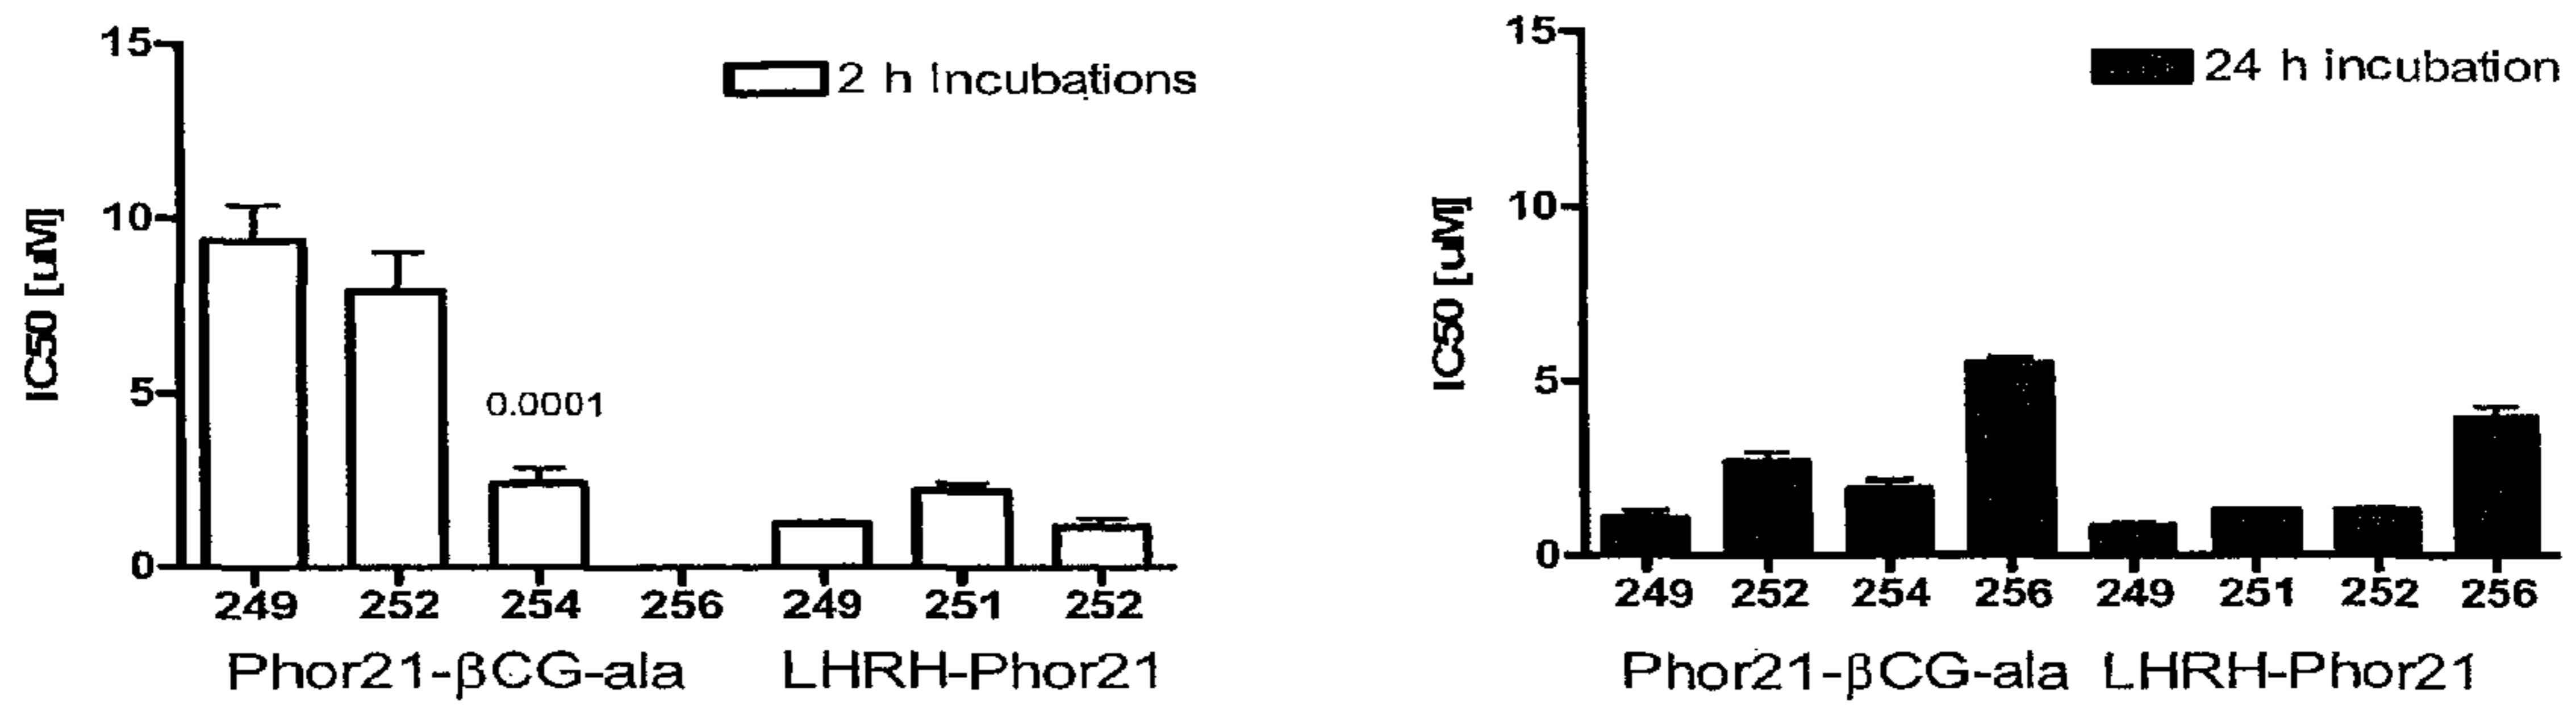 15
10
5
0
IC50 [uM]
2 h Incubations
0.0001
249 252 254 256 249 251 252
Phor21-βCG-ala LHRH-Phor21
15
10
5
0
IC50 [uM]
24 h incubation
249 252 254 256 249 251 252 256
Phor21-βCG-ala LHRH-Phor21